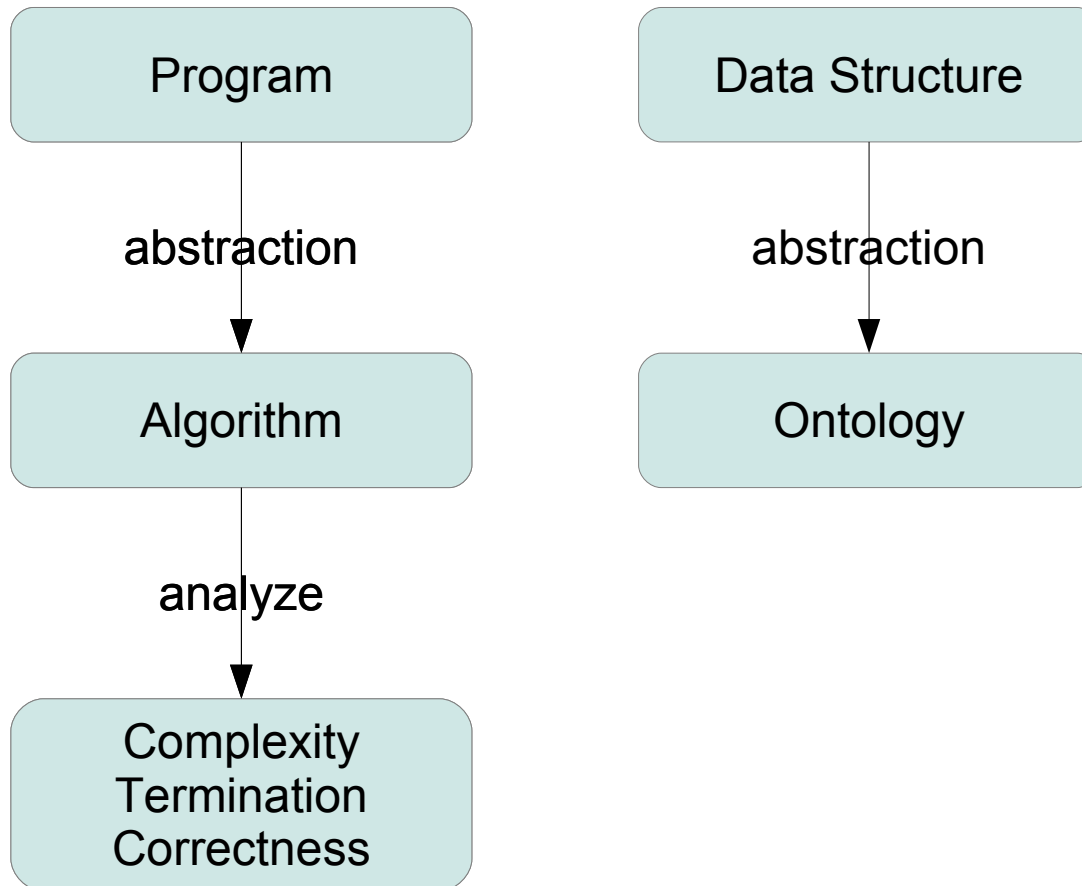 Program
Data Structure
abstraction
abstraction
Algorithm
Ontology
analyze
Complexity
Termination
Correctness